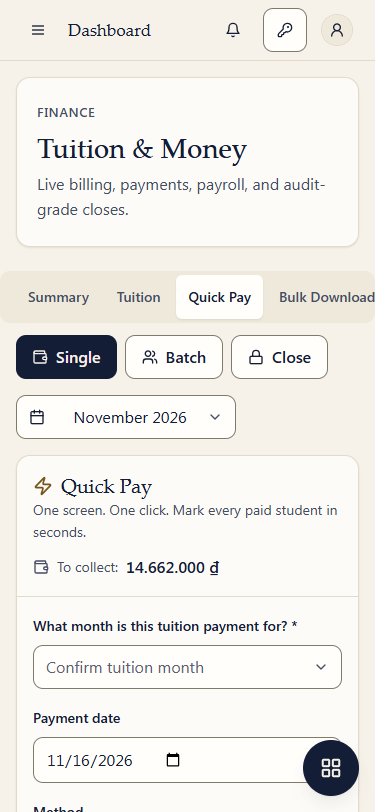 Dashboard
FINANCE
Tuition & Money
Live billing, payments, payroll, and audit-
grade closes.
Summary
Tuition
Quick Pay
Bulk Download
Single
Batch
Close
November 2026
Quick Pay
One screen. One click. Mark every paid student in
seconds.
To collect: 14.662.000 ₫
What month is this tuition payment for? *
Confirm tuition month
Payment date
11/16/2026
Method